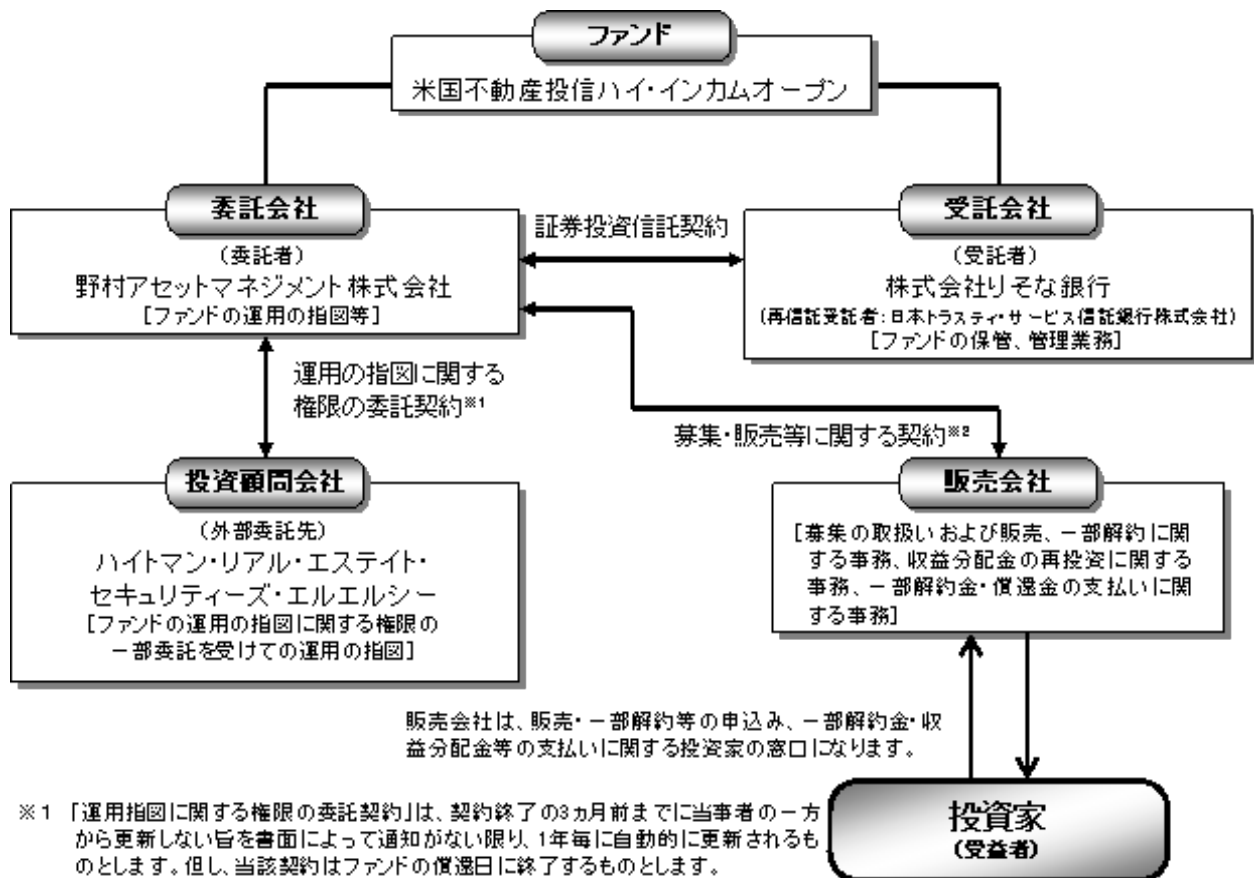 ファンド
米国不動産投信ハイ・インカムオープン
委託会社
(委託者)
野村アセットマネジメント株式会社
[ファンドの運用の指図等]
証券投資信託契約
受託会社
(受託者)
株式会社りそな銀行
(再信託受託者:日本トラスティ・サービス信託銀行株式会社)
[ファンドの保管、管理業務]
運用の指図に関する
権限の委託契約※1
募集・販売等に関する契約※2
投資顧問会社
(外部委託先)
ハイトマン・リアル・エステイト・
セキュリティーズ・エルエルシー
[ファンドの運用の指図に関する権限の
一部委託を受けての運用の指図]
販売会社
[募集の取扱いおよび販売、一部解約に関
する事務、収益分配金の再投資に関する
事務、一部解約金・償還金の支払いに関
する事務]
販売会社は、販売・一部解約等の申込み、一部解約金・収
益分配金等の支払いに関する投資家の窓口になります。
投資家
(受益者)
※1 「運用指図に関する権限の委託契約」は、契約終了の3ヵ月前までに当事者の一方
から更新しない旨を書面によって通知がない限り、1年毎に自動的に更新されるも
のとします。但し、当該契約はファンドの償還日に終了するものとします。